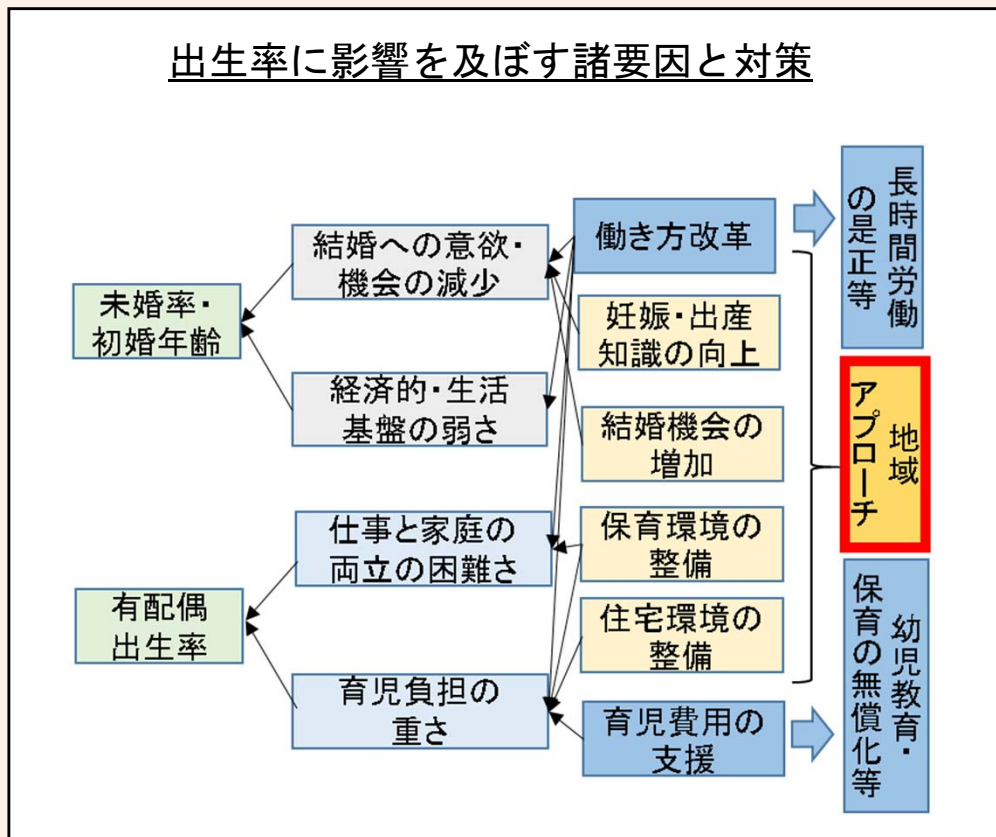 出生率に影響を及ぼす諸要因と対策
未婚率・
初婚年齢
有配偶
出生率
結婚への意欲・
機会の減少
経済的・生活
基盤の弱さ
仕事と家庭の
両立の困難さ
育児負担の
重さ
働き方改革
妊娠・出産
知識の向上
結婚機会の
増加
保育環境の
整備
住宅環境の
整備
育児費用の
支援
長時間労働
の是正等
地域
アプローチ
幼児教育・
保育の無償化等